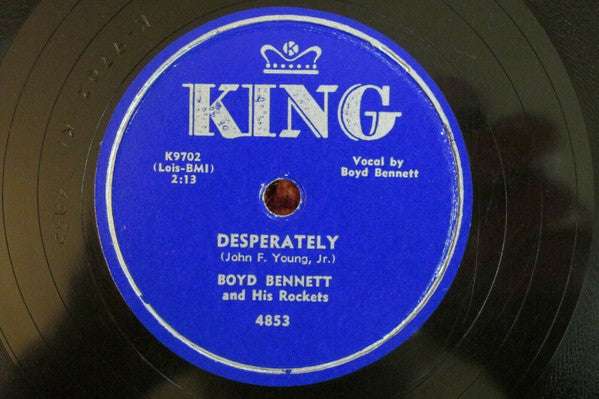 K
KING
K9702
(Lois-BMI)
2:13
Vocal by
Boyd Bennett
DESPERATELY
(John F. Young, Jr.)
BOYD BENNETT
and His Rockets
4853